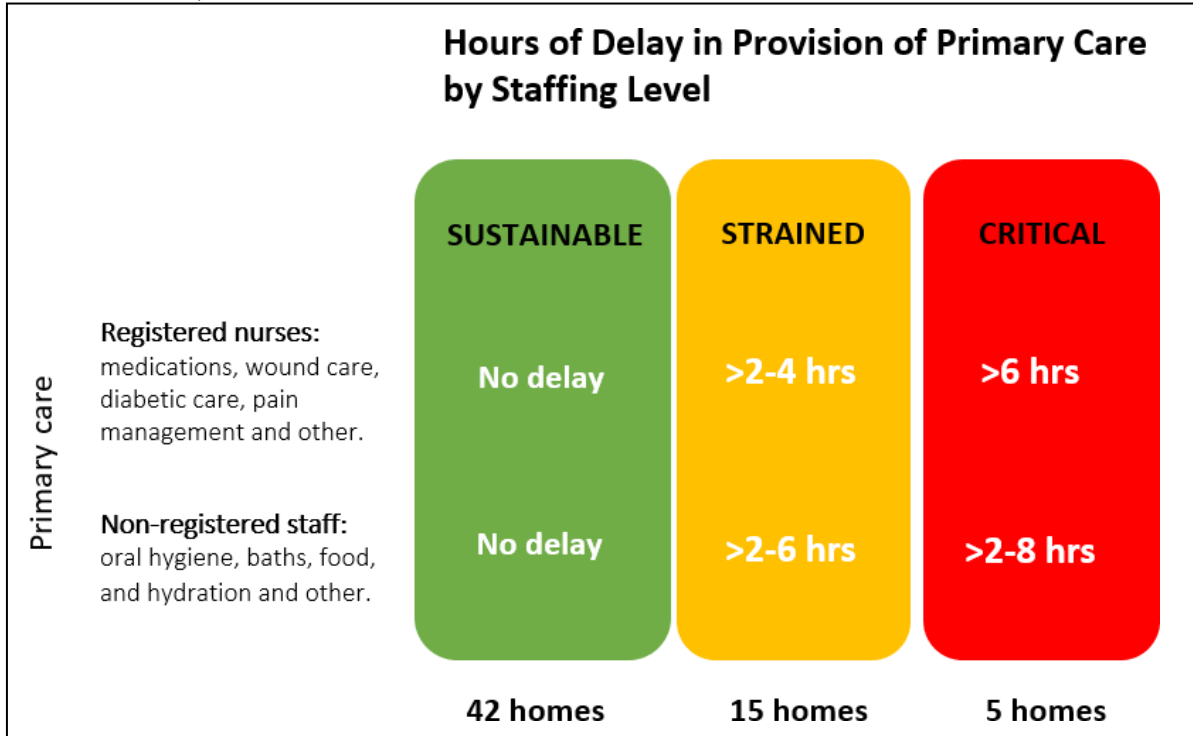 Hours of Delay in Provision of Primary Care
by Staffing Level
SUSTAINABLE
STRAINED
CRITICAL
Primary care
Registered nurses:
medications, wound care,
diabetic care, pain
management and other.
No delay
>2-4 hrs
>6 hrs
Non-registered staff:
oral hygiene, baths, food,
and hydration and other.
No delay
>2-6 hrs
>2-8 hrs
42 homes
15 homes
5 homes